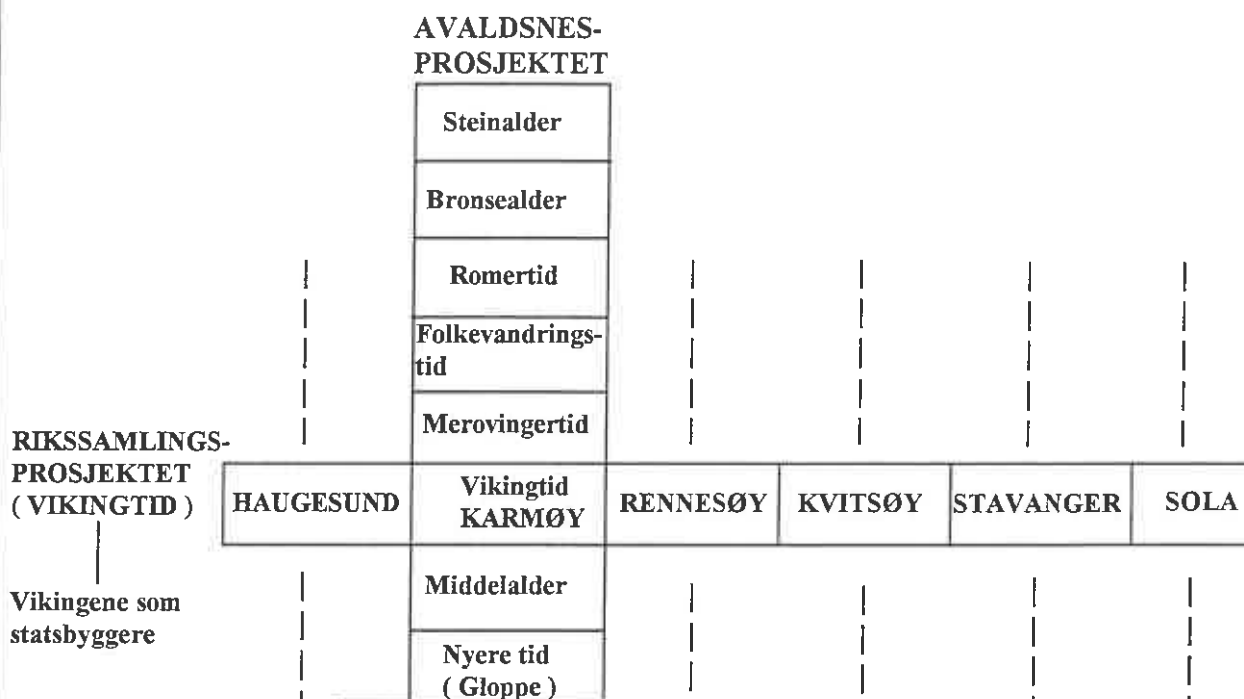 AVALDSNES-
PROSJEKTET
Steinalder
Bronsealder
Romertid
Folkevandrings-
tid
Merovingertid
RIKSSAMLINGS-
PROSJEKTET
( VIKINGTID )
HAUGESUND
Vikingtid
KARMØY
RENNESØY
KVITSØY
STAVANGER
SOLA
Vikingene som
statsbyggere
Middelalder
Nyere tid
( Gloppe )